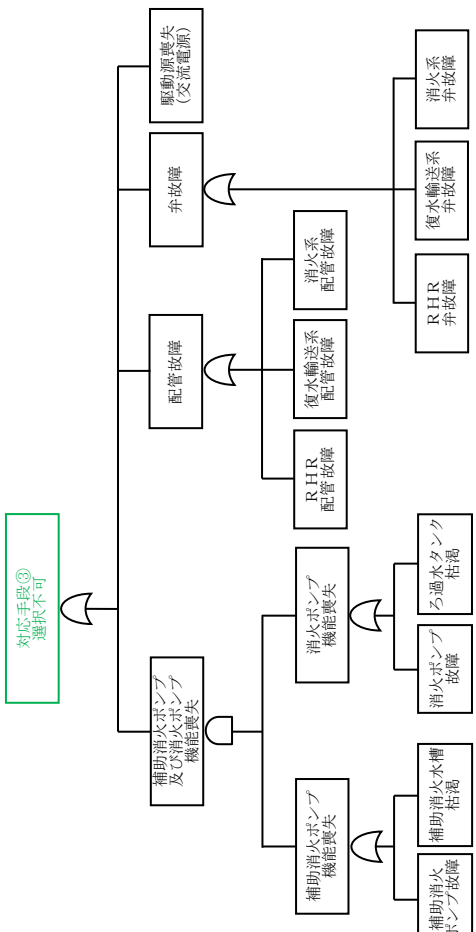 対応手段③
選択不可
補助消火ポンプ
及び消火ポンプ
機能喪失
配管故障
弁故障
駆動源喪失
(交流電源)
補助消火ポンプ
機能喪失
消火ポンプ
機能喪失
RHR
配管故障
復水輸送系
配管故障
消火系
配管故障
補助消火
ポンプ故障
補助消火水槽
枯渇
消火ポンプ
故障
ろ過水タンク
枯渇
RHR
弁故障
復水輸送系
弁故障
消火系
弁故障